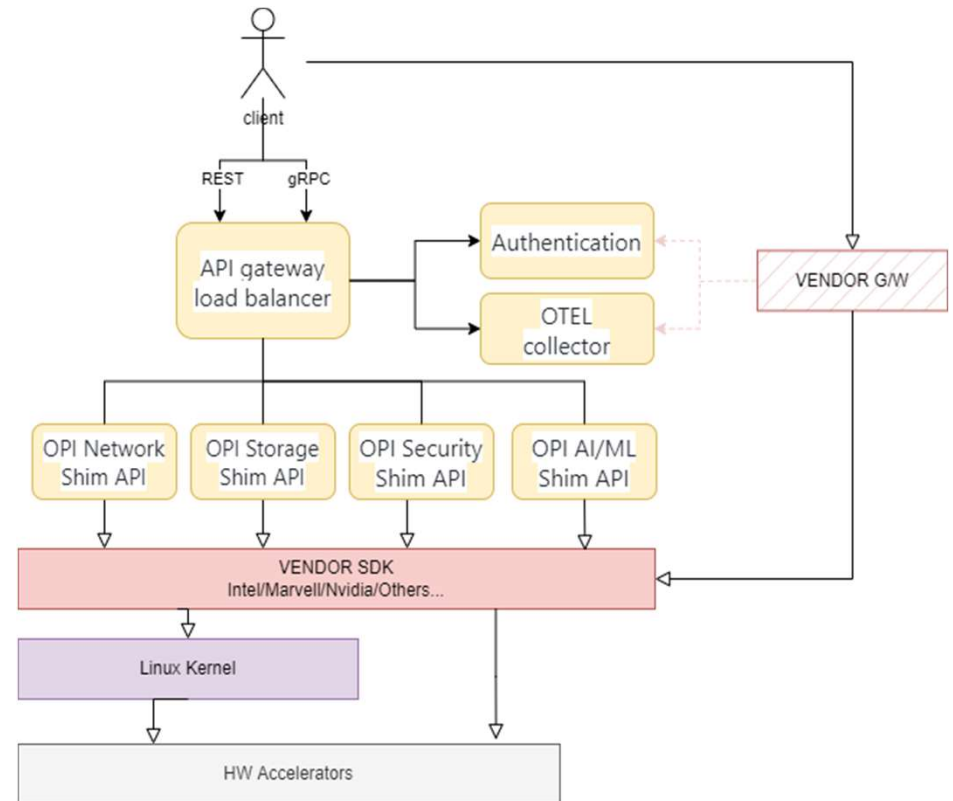 client
REST
gRPC
API gateway
load balancer
Authentication
OTEL
collector
VENDOR G/W
OPI Network
Shim API
OPI Storage
Shim API
OPI Security
Shim API
OPI AI/ML
Shim API
VENDOR SDK
Intel/Marvell/Nvidia/Others...
Linux Kernel
HW Accelerators